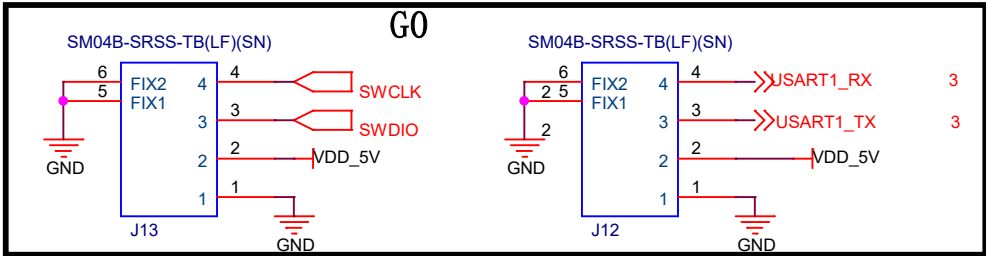 G0
SM04B-SRSS-TB(LF)(SN)
6 FIX2 4 4 SWCLK
5 FIX1
3 3 SWDIO
2 2 VDD_5V
1 1
GND
GND
J13
SM04B-SRSS-TB(LF)(SN)
6 FIX2 4 4 USART1_RX 3
2 5 FIX1
2 3 3 USART1_TX 3
2 2 VDD_5V
1 1
GND
GND
J12